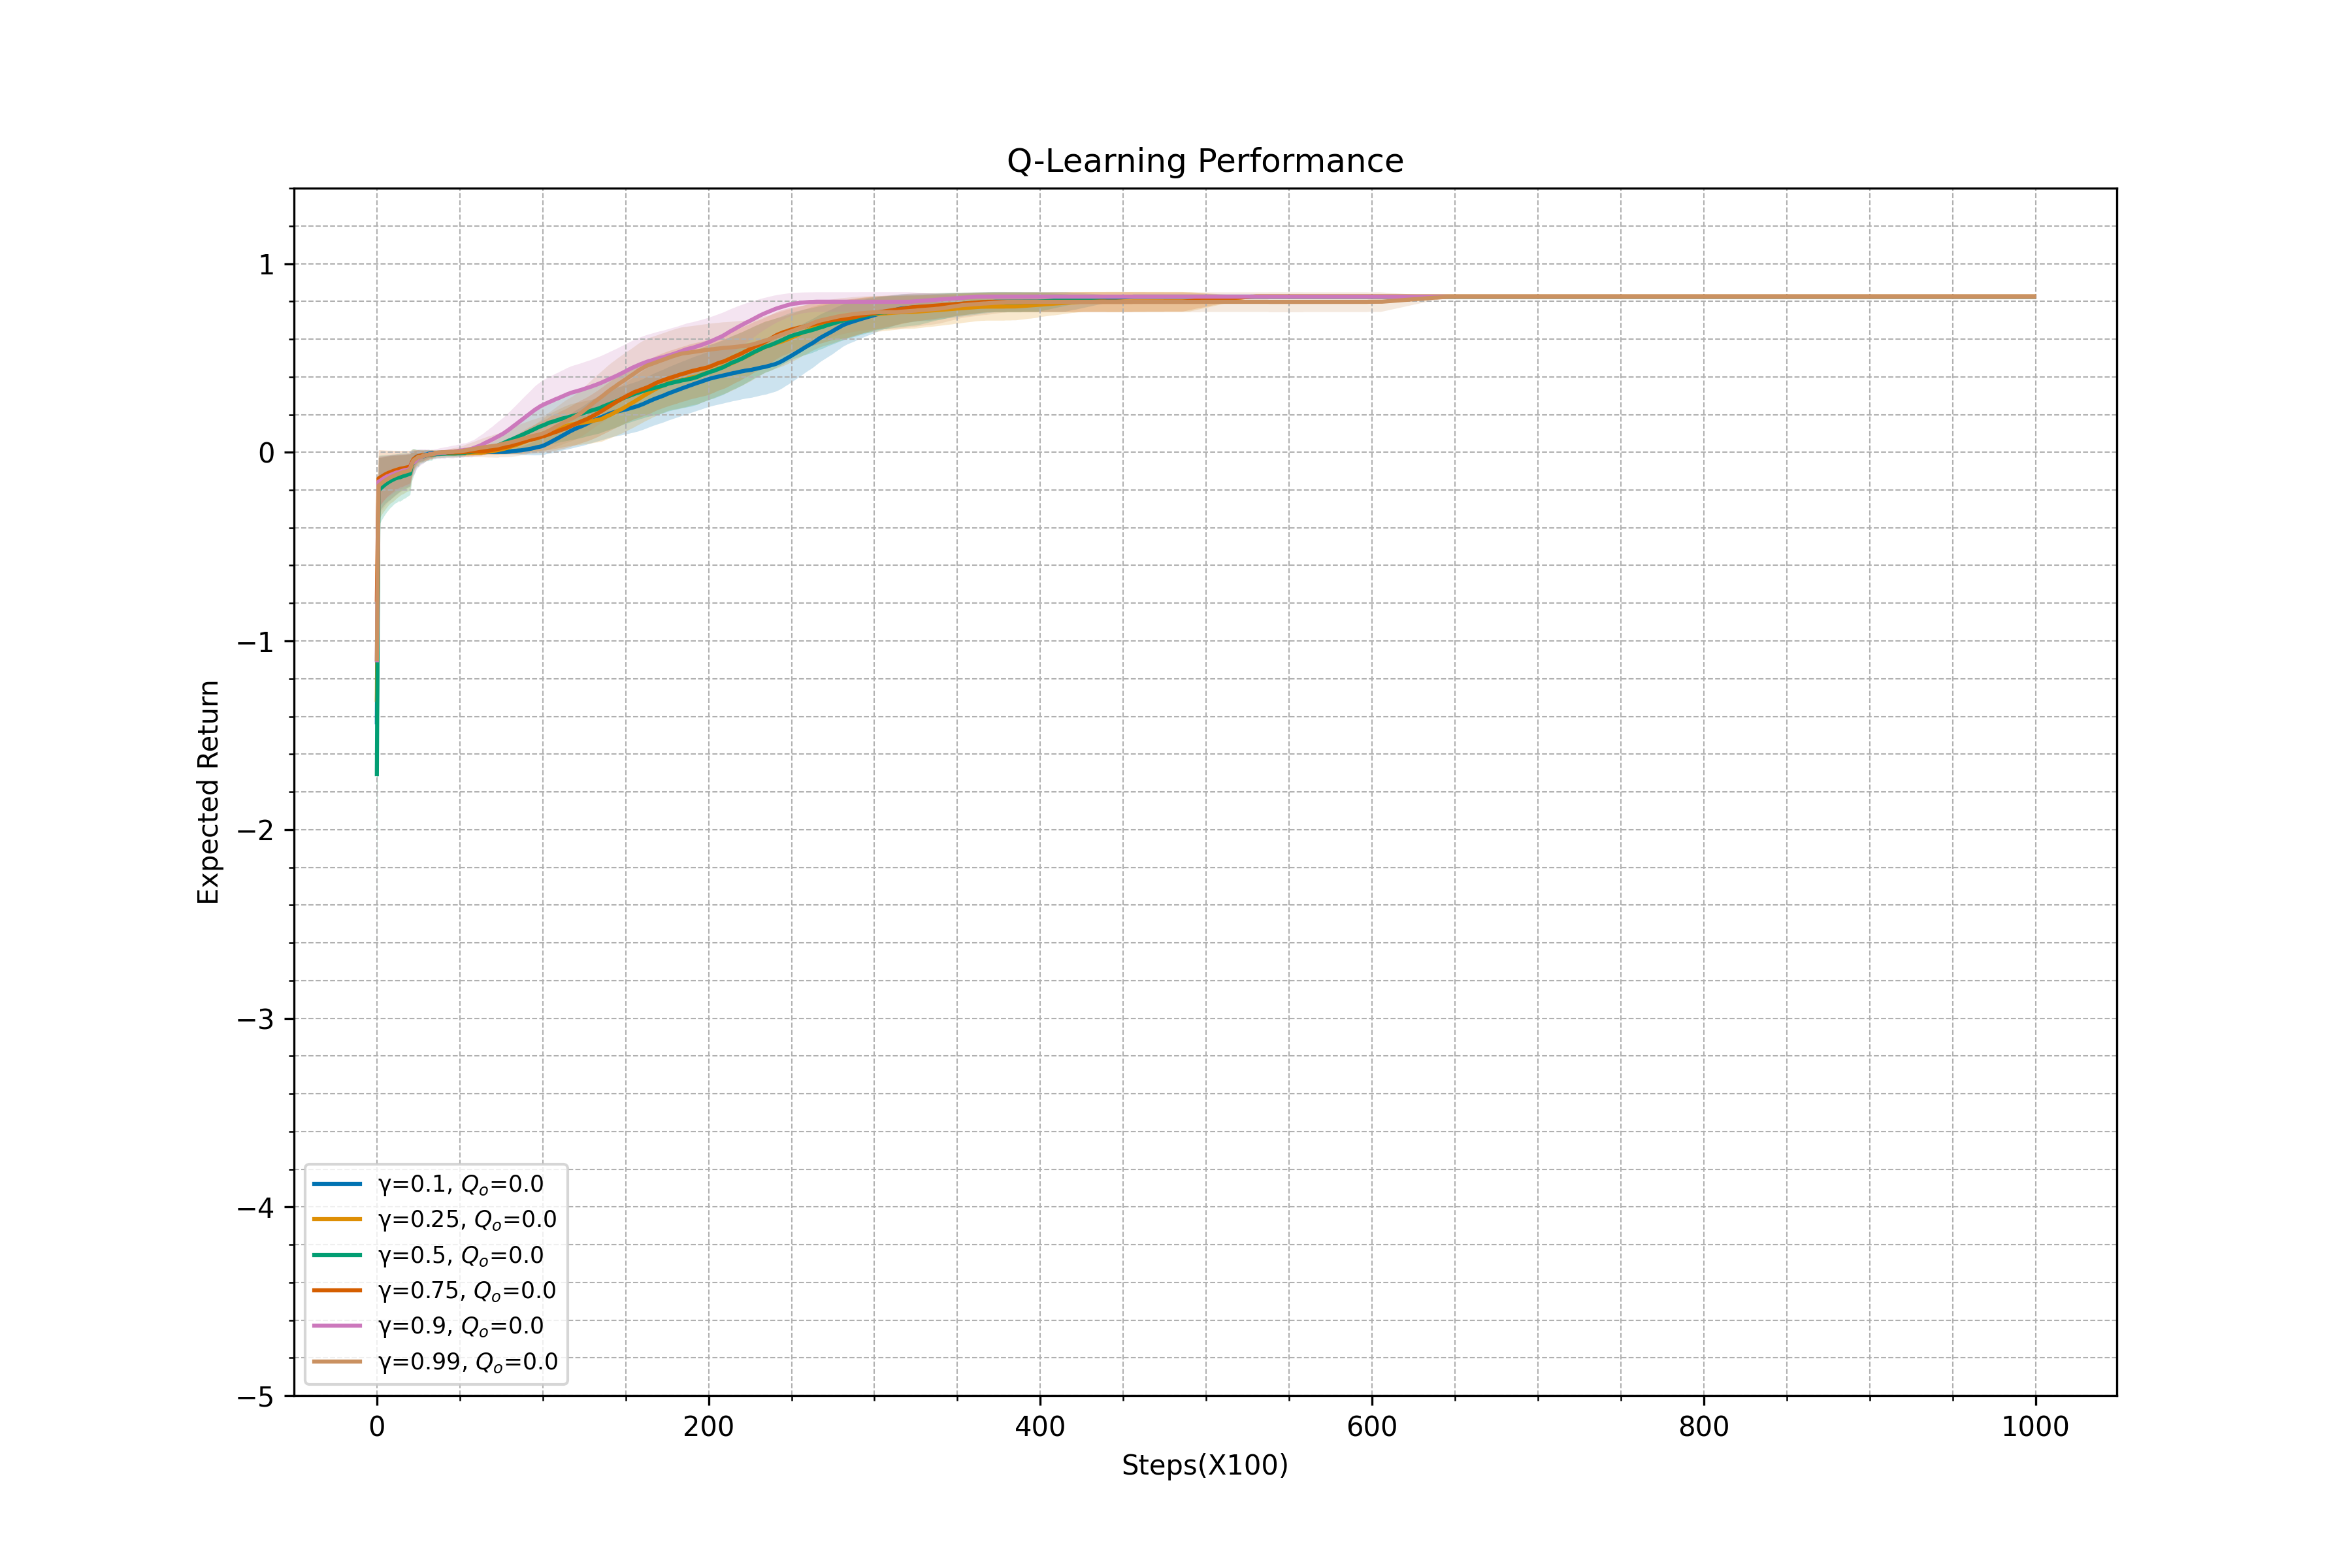 Q-Learning Performance
Expected Return
1
0
−1
−2
−3
−4
−5
γ=0.1, Qₒ=0.0
γ=0.25, Qₒ=0.0
γ=0.5, Qₒ=0.0
γ=0.75, Qₒ=0.0
γ=0.9, Qₒ=0.0
γ=0.99, Qₒ=0.0
0 200 400 600 800 1000
Steps(X100)